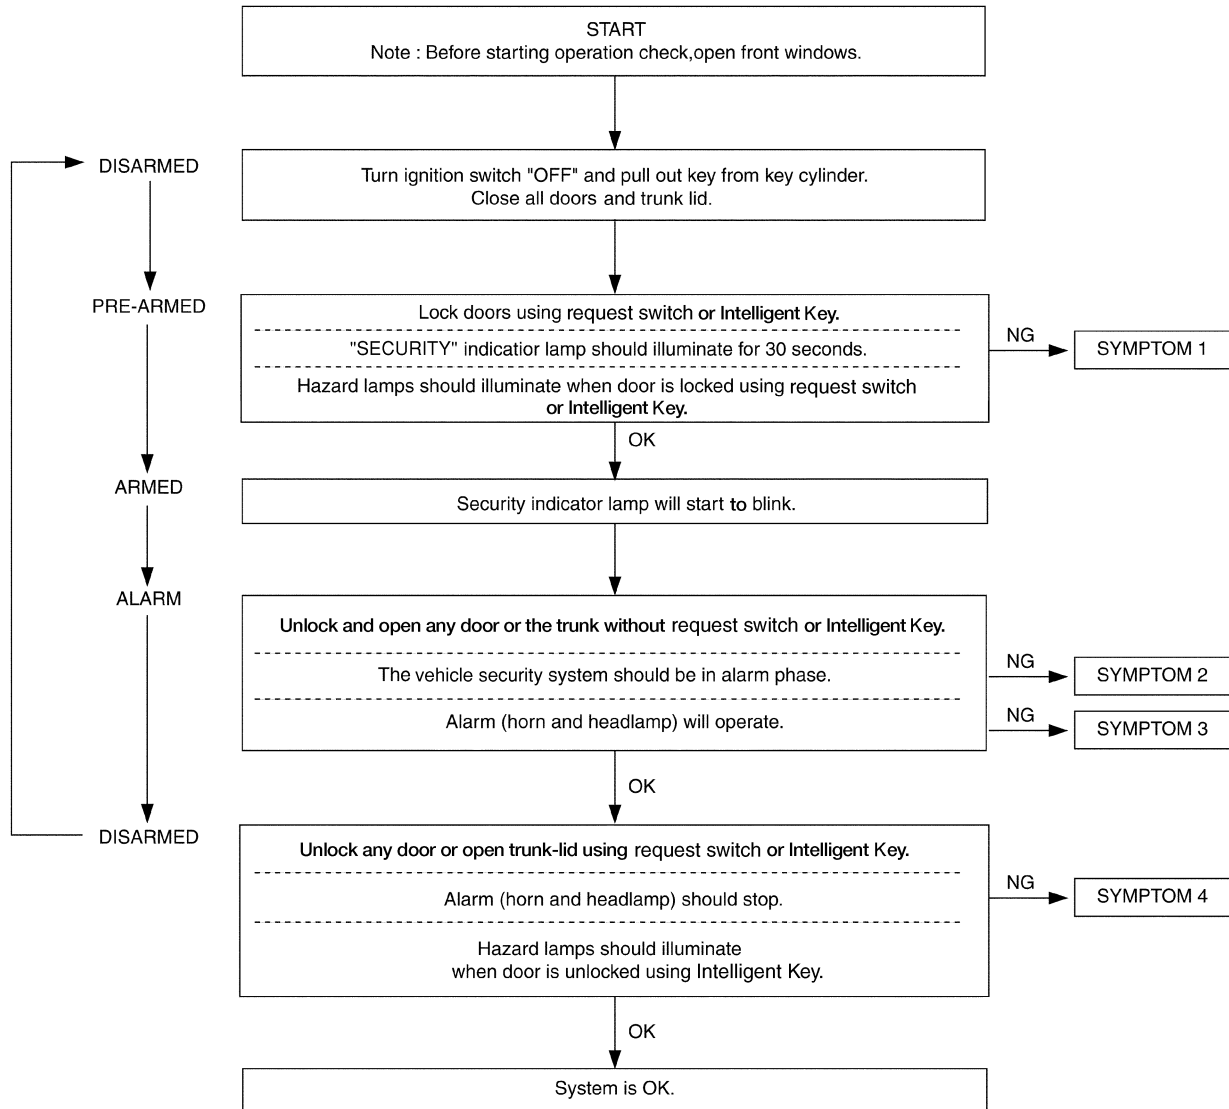 START
Note : Before starting operation check,open front windows.
DISARMED
Turn ignition switch "OFF" and pull out key from key cylinder.
Close all doors and trunk lid.
PRE-ARMED
Lock doors using request switch or Intelligent Key.
"SECURITY" indicatior lamp should illuminate for 30 seconds.
Hazard lamps should illuminate when door is locked using request switch
or Intelligent Key.
NG
SYMPTOM 1
OK
ARMED
Security indicator lamp will start to blink.
ALARM
Unlock and open any door or the trunk without request switch or Intelligent Key.
The vehicle security system should be in alarm phase.
NG
SYMPTOM 2
Alarm (horn and headlamp) will operate.
NG
SYMPTOM 3
OK
DISARMED
Unlock any door or open trunk-lid using request switch or Intelligent Key.
Alarm (horn and headlamp) should stop.
NG
SYMPTOM 4
Hazard lamps should illuminate
when door is unlocked using Intelligent Key.
OK
System is OK.